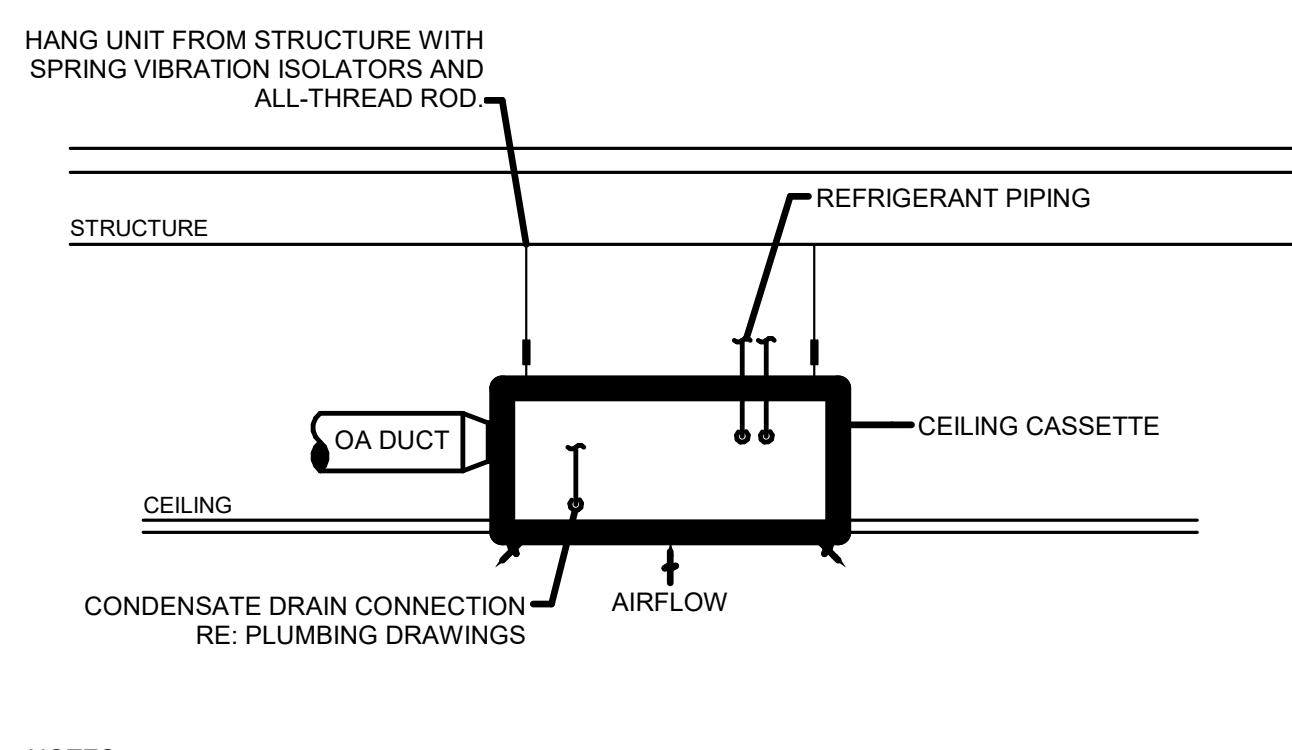 HANG UNIT FROM STRUCTURE WITH
SPRING VIBRATION ISOLATORS AND
ALL-THREAD ROD.
REFRIGERANT PIPING
STRUCTURE
CEILING CASSETTE
OA DUCT
CEILING
AIRFLOW
CONDENSATE DRAIN CONNECTION
RE: PLUMBING DRAWINGS